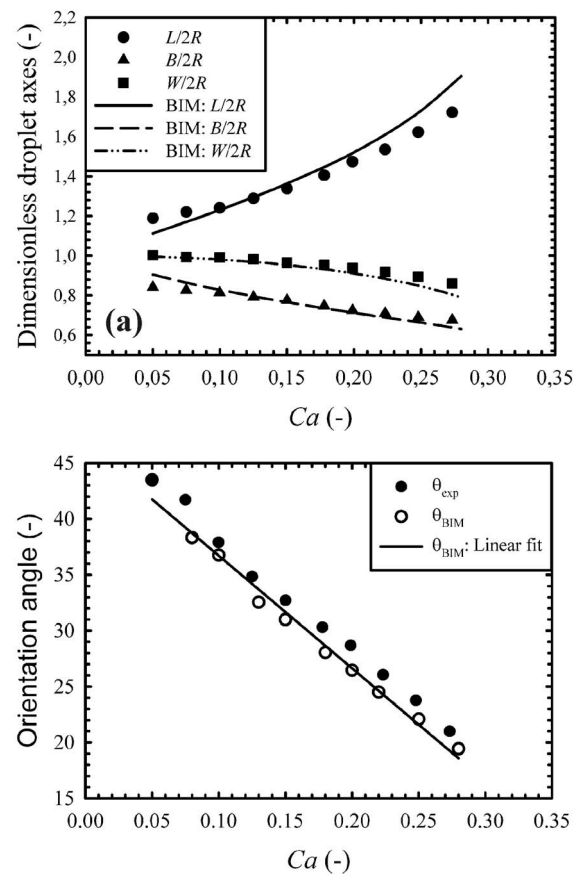 2,2
2,0
1,8
1,6
1,4
1,2
1,0
0,8
0,6
Dimensionless droplet axes (-)
L/2R
B/2R
W/2R
BIM: L/2R
BIM: B/2R
BIM: W/2R
(a)
0,00 0,05 0,10 0,15 0,20 0,25 0,30 0,35
Ca (-)
45
40
35
30
25
20
15
Orientation angle (-)
θexp
θBIM
θBIM: Linear fit
0.00 0.05 0.10 0.15 0.20 0.25 0.30 0.35
Ca (-)